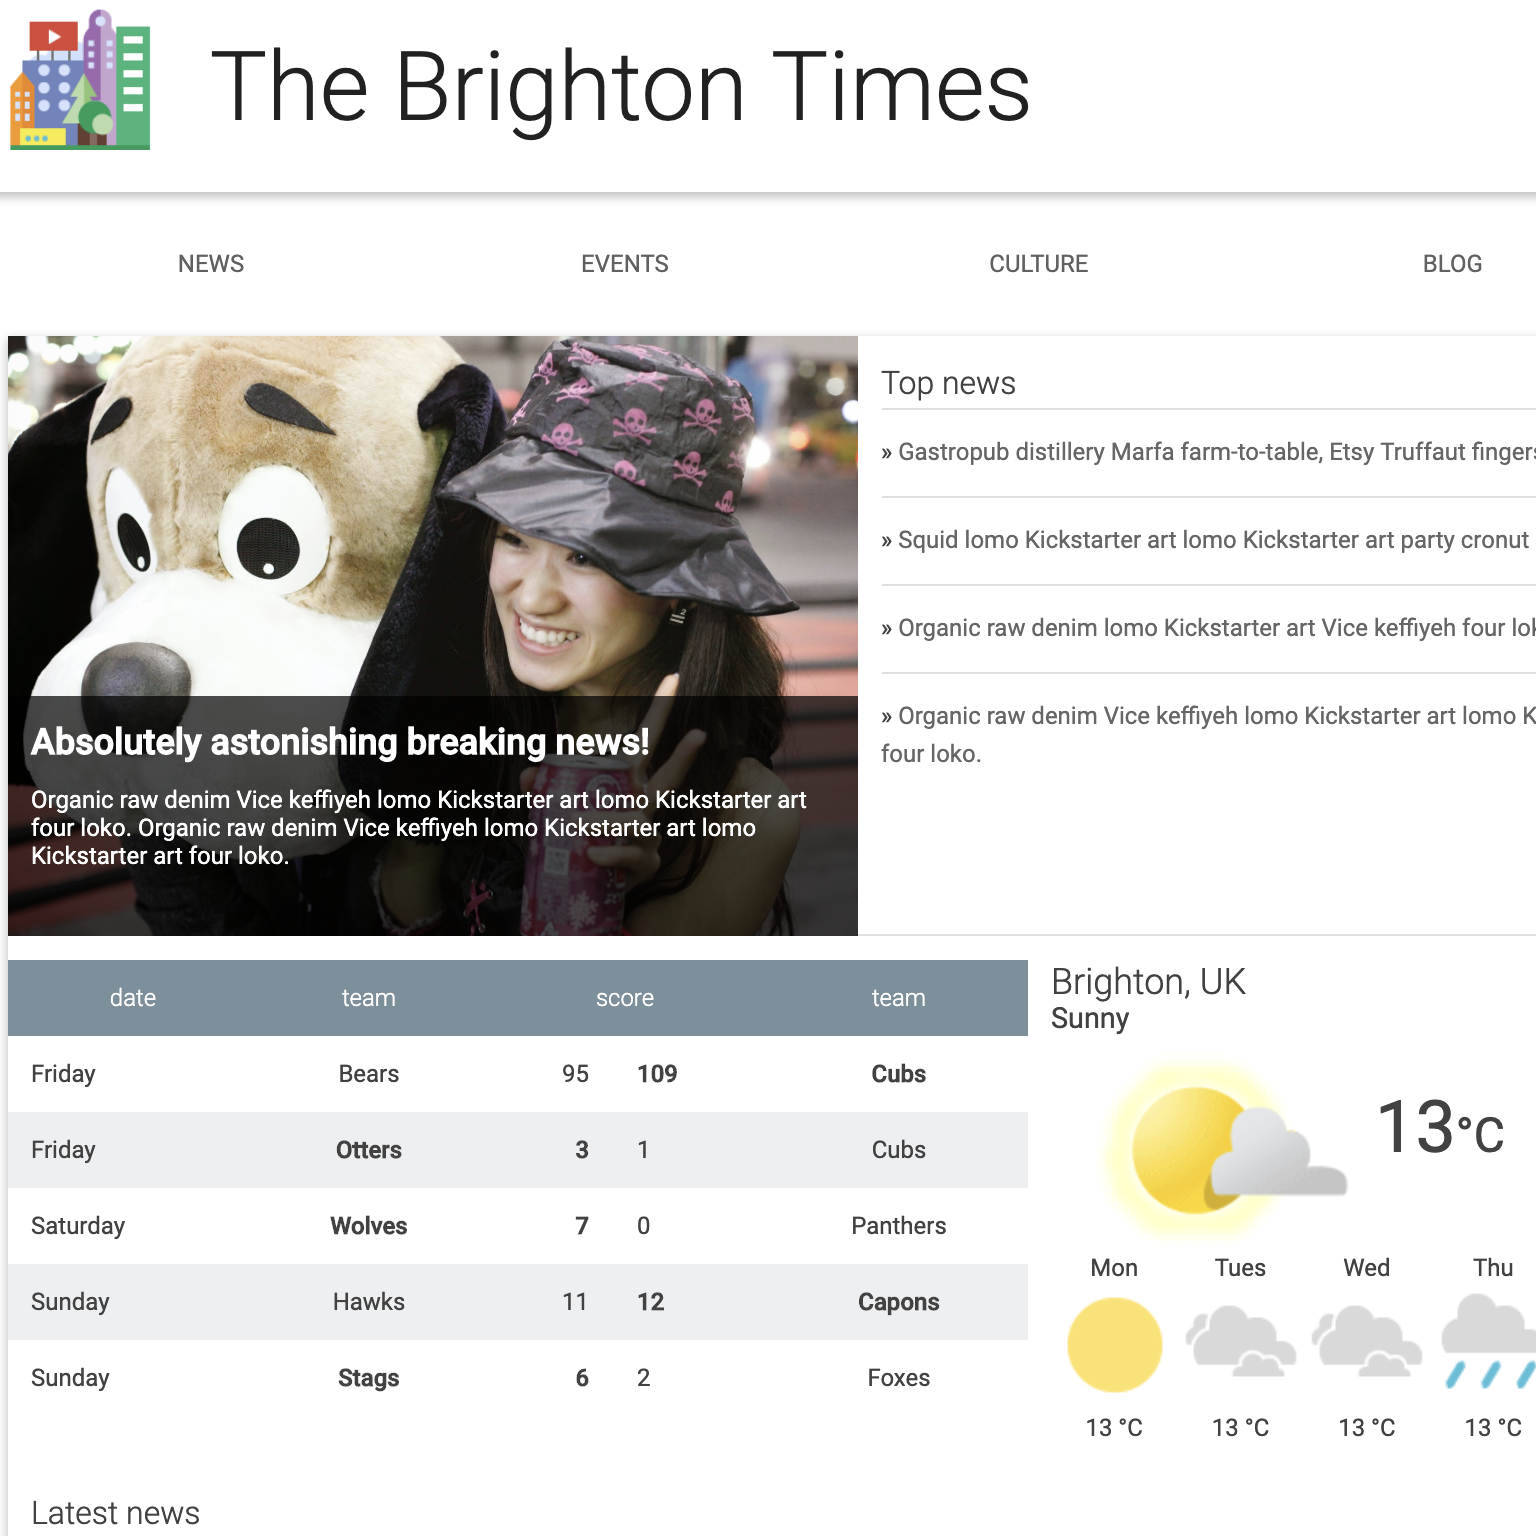 The Brighton Times
NEWS EVENTS CULTURE BLOG
Absolutely astonishing breaking news!
Organic raw denim Vice keffiyeh lomo Kickstarter art lomo Kickstarter art
four loko. Organic raw denim Vice keffiyeh lomo Kickstarter art lomo
Kickstarter art four loko.
Top news
» Gastropub distillery Marfa farm-to-table, Etsy Truffaut
» Squid lomo Kickstarter art lomo Kickstarter art party cronut
» Organic raw denim lomo Kickstarter art Vice keffiyeh four
» Organic raw denim Vice keffiyeh lomo Kickstarter art lomo
four loko.
date team score team
Friday Bears 95 109 Cubs
Friday Otters 3 1 Cubs
Saturday Wolves 7 0 Panthers
Sunday Hawks 11 12 Capons
Sunday Stags 6 2 Foxes
Brighton, UK
Sunny
13°C
Mon Tues Wed Thu
13 °C 13 °C 13 °C 13 °C
Latest news